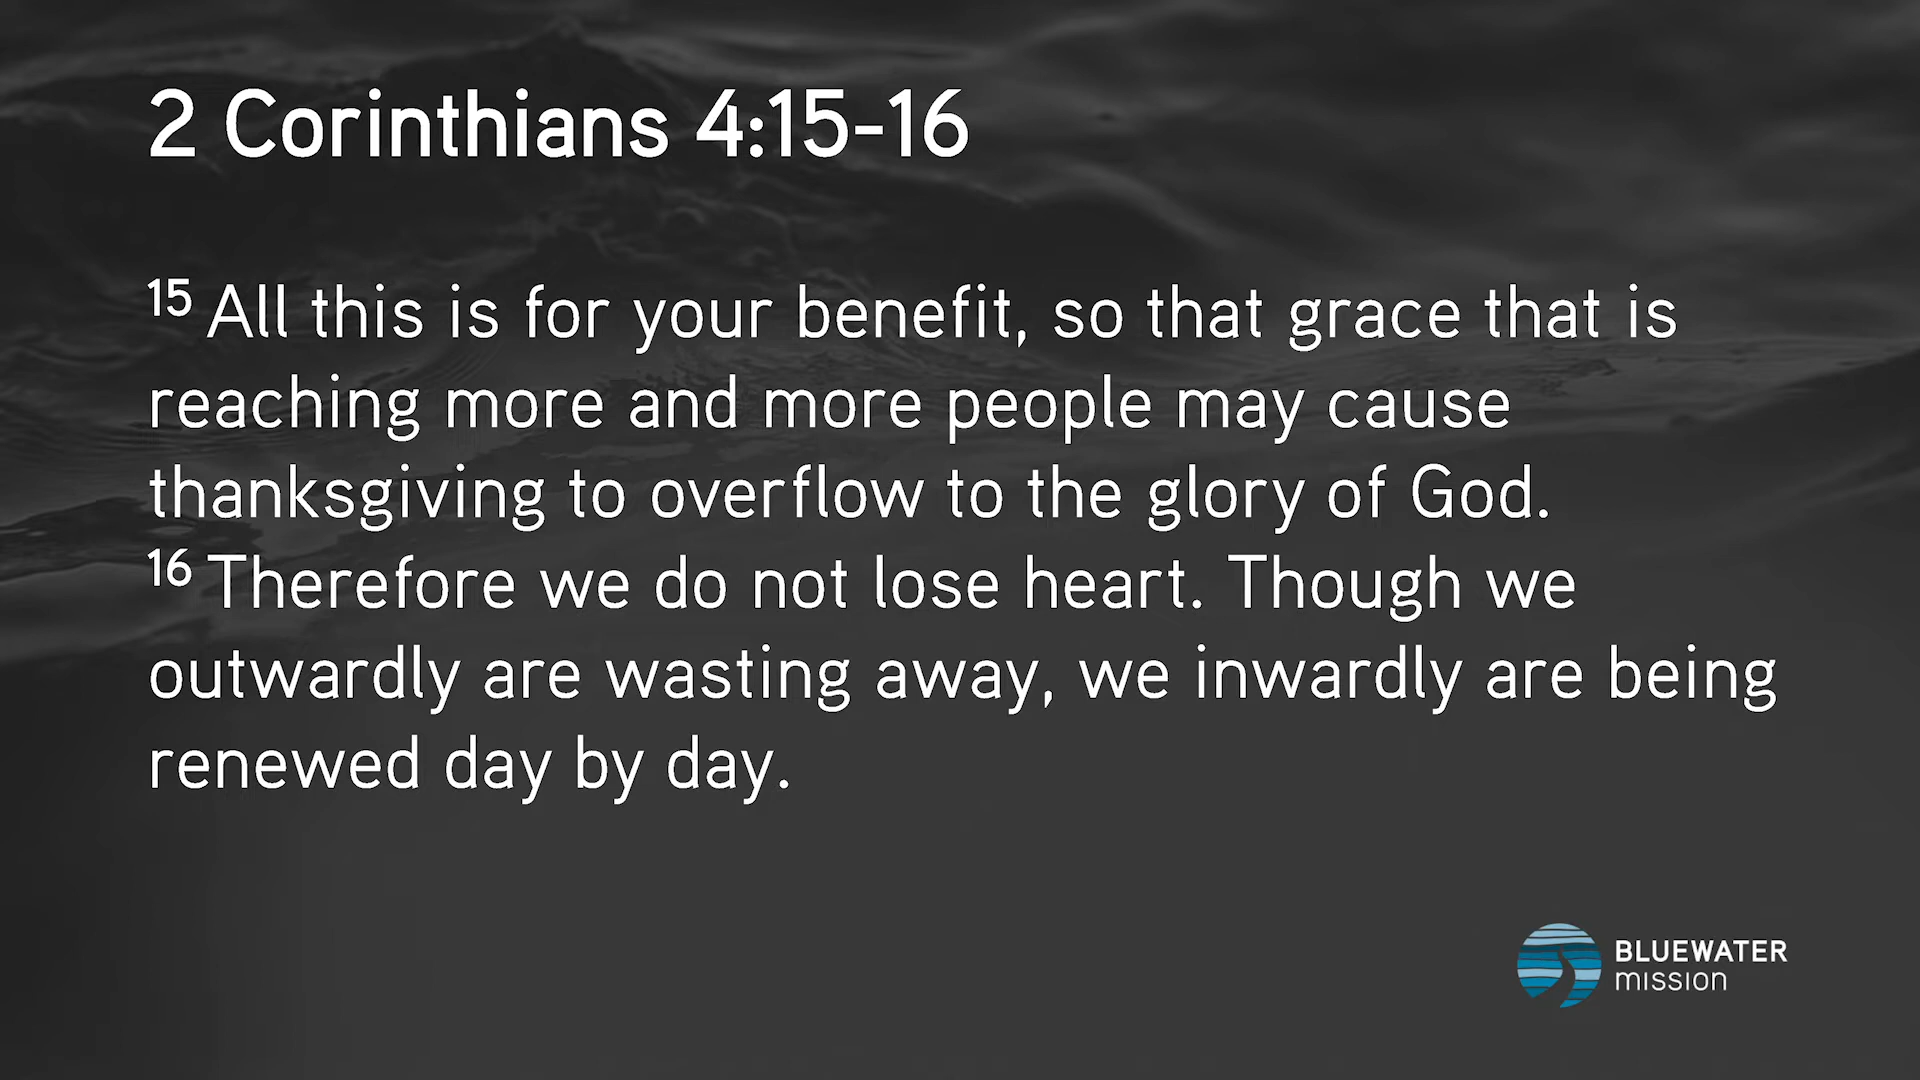 2 Corinthians 4:15-16
15 All this is for your benefit, so that grace that is
reaching more and more people may cause
thanksgiving to overflow to the glory of God.
16 Therefore we do not lose heart. Though we
outwardly are wasting away, we inwardly are being
renewed day by day.
BLUEWATER
mission